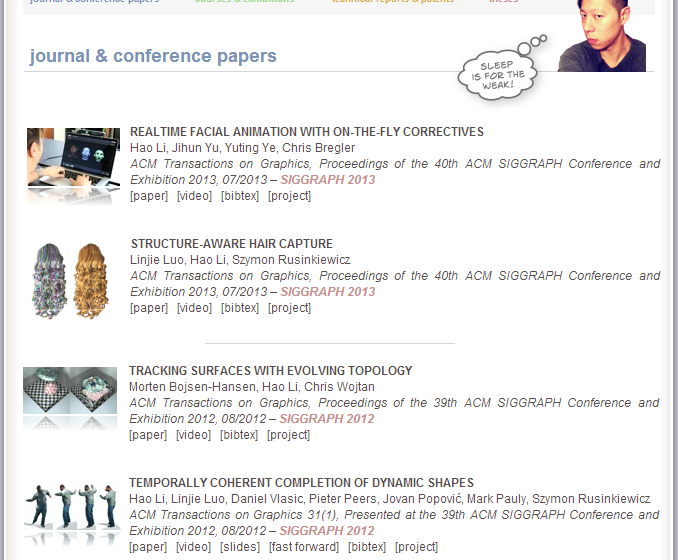 journal & conference papers courses & exhibitions technical reports & patents theses
journal & conference papers
SLEEP
IS FOR THE
WEAK!
REALTIME FACIAL ANIMATION WITH ON-THE-FLY CORRECTIVES
Hao Li, Jihun Yu, Yuting Ye, Chris Bregler
ACM Transactions on Graphics, Proceedings of the 40th ACM SIGGRAPH Conference and
Exhibition 2013, 07/2013 – SIGGRAPH 2013
[paper] [video] [bibtex] [project]
STRUCTURE-AWARE HAIR CAPTURE
Linjie Luo, Hao Li, Szymon Rusinkiewicz
ACM Transactions on Graphics, Proceedings of the 40th ACM SIGGRAPH Conference and
Exhibition 2013, 07/2013 – SIGGRAPH 2013
[paper] [video] [bibtex] [project]
TRACKING SURFACES WITH EVOLVING TOPOLOGY
Morten Bojsen-Hansen, Hao Li, Chris Wojtan
ACM Transactions on Graphics, Proceedings of the 39th ACM SIGGRAPH Conference and
Exhibition 2012, 08/2012 – SIGGRAPH 2012
[paper] [video] [bibtex] [project]
TEMPORALLY COHERENT COMPLETION OF DYNAMIC SHAPES
Hao Li, Linjie Luo, Daniel Vlasic, Pieter Peers, Jovan Popović, Mark Pauly, Szymon Rusinkiewicz
ACM Transactions on Graphics 31(1), Presented at the 39th ACM SIGGRAPH Conference and
Exhibition 2012, 08/2012 – SIGGRAPH 2012
[paper] [video] [slides] [fast forward] [bibtex] [project]